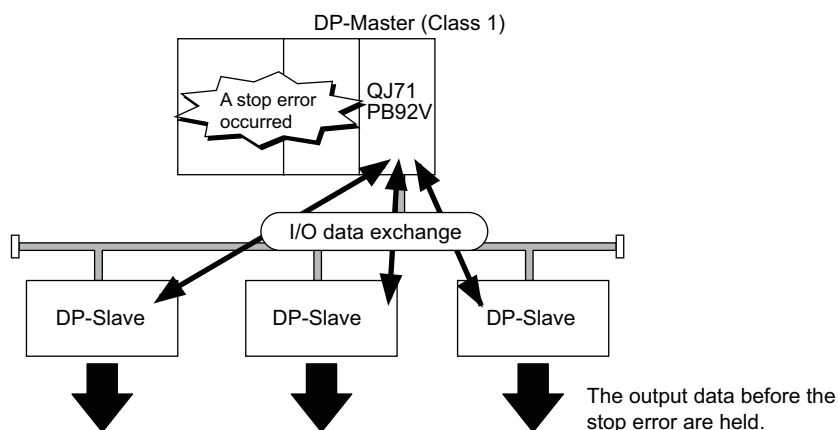 DP-Master (Class 1)
A stop error
occurred
QJ71
PB92V
I/O data exchange
DP-Slave
DP-Slave
DP-Slave
The output data before the
stop error are held.